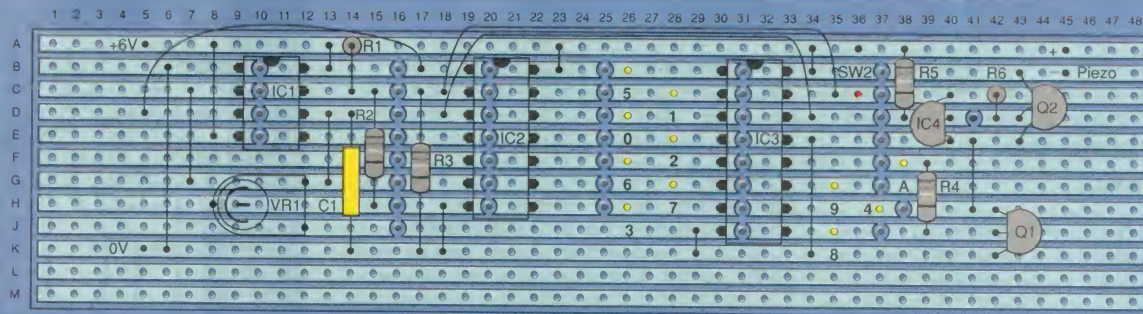 1 2 3 4 5 6 7 8 9 10 11 12 13 14 15 16 17 18 19 20 21 22 23 24 25 26 27 28 29 30 31 32 33 34 35 36 37 38 39 40 41 42 43 44 45 46 47 48
A +6V R1 +
B SW2 R5 R6 – Piezo
C IC1 5 Q2
D R2 1 IC4
E IC2 0 IC3
F R3 2
G 6 A R4
H VR1 C1 7 9 4
J 3 Q1
K 0V 8
L
M